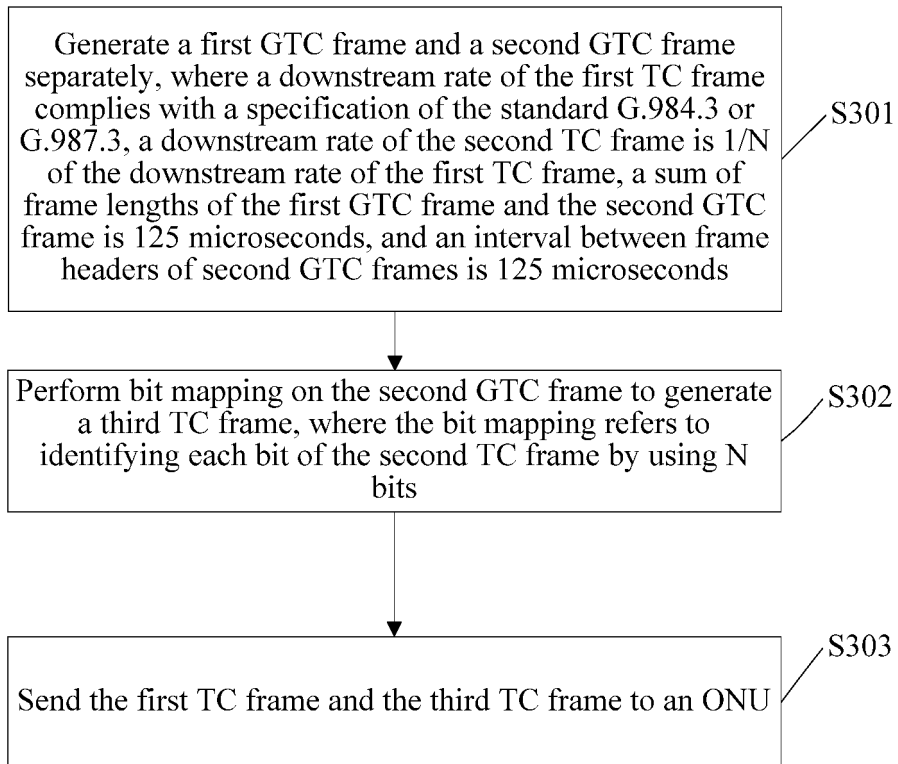 Generate a first GTC frame and a second GTC frame
separately, where a downstream rate of the first TC frame
complies with a specification of the standard G.984.3 or
G.987.3, a downstream rate of the second TC frame is 1/N
of the downstream rate of the first TC frame, a sum of
frame lengths of the first GTC frame and the second GTC
frame is 125 microseconds, and an interval between frame
headers of second GTC frames is 125 microseconds
S301
Perform bit mapping on the second GTC frame to generate
a third TC frame, where the bit mapping refers to
identifying each bit of the second TC frame by using N
bits
S302
Send the first TC frame and the third TC frame to an ONU
S303